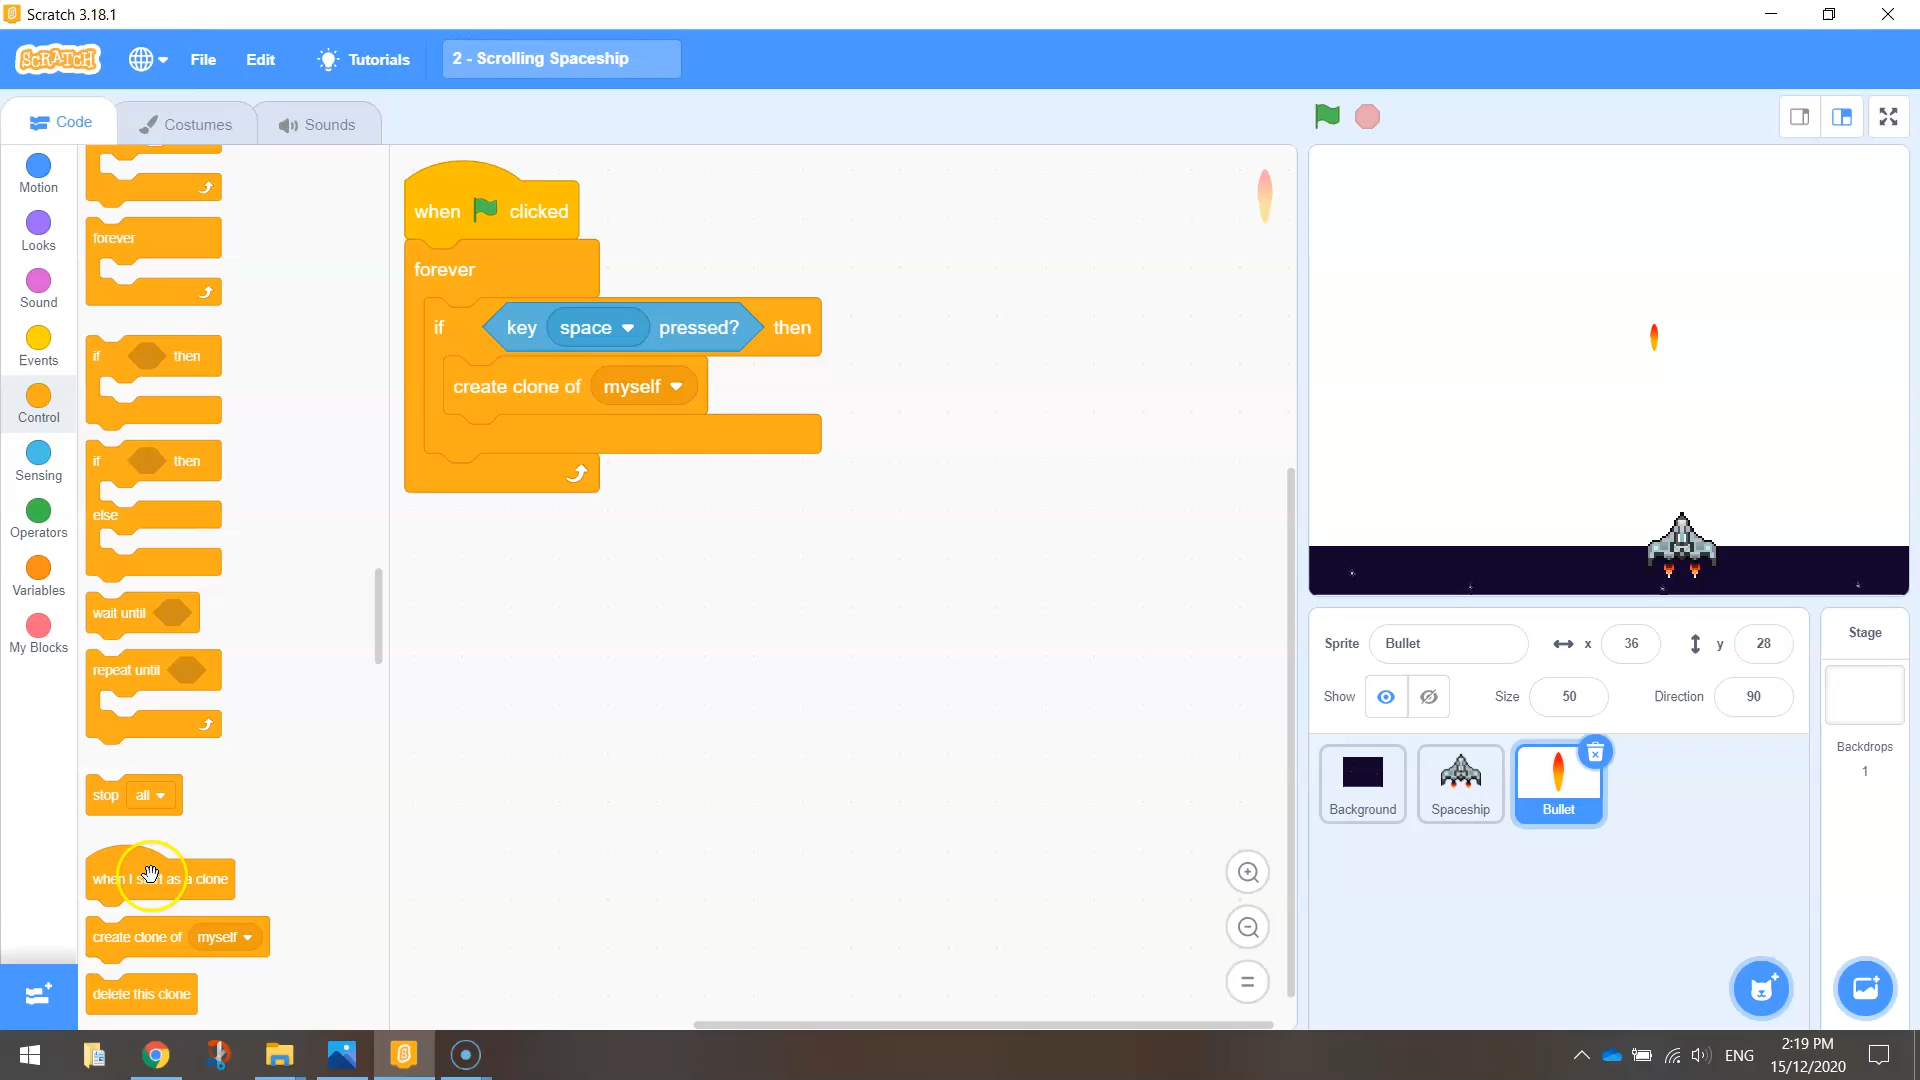 Scratch 3.18.1
SCRATCH
File
Edit
Tutorials
2 - Scrolling Spaceship
Code
Costumes
Sounds
Motion
Looks
Sound
Events
Control
Sensing
Operators
Variables
My Blocks
forever
if then
if then
else
wait until
repeat until
stop all
when I start as a clone
create clone of myself
delete this clone
when clicked
forever
if key space pressed? then
create clone of myself
Sprite Bullet x 36 y 28
Show Size 50 Direction 90
Background
Spaceship
Bullet
Stage
Backdrops
1
ENG
2:19 PM
15/12/2020